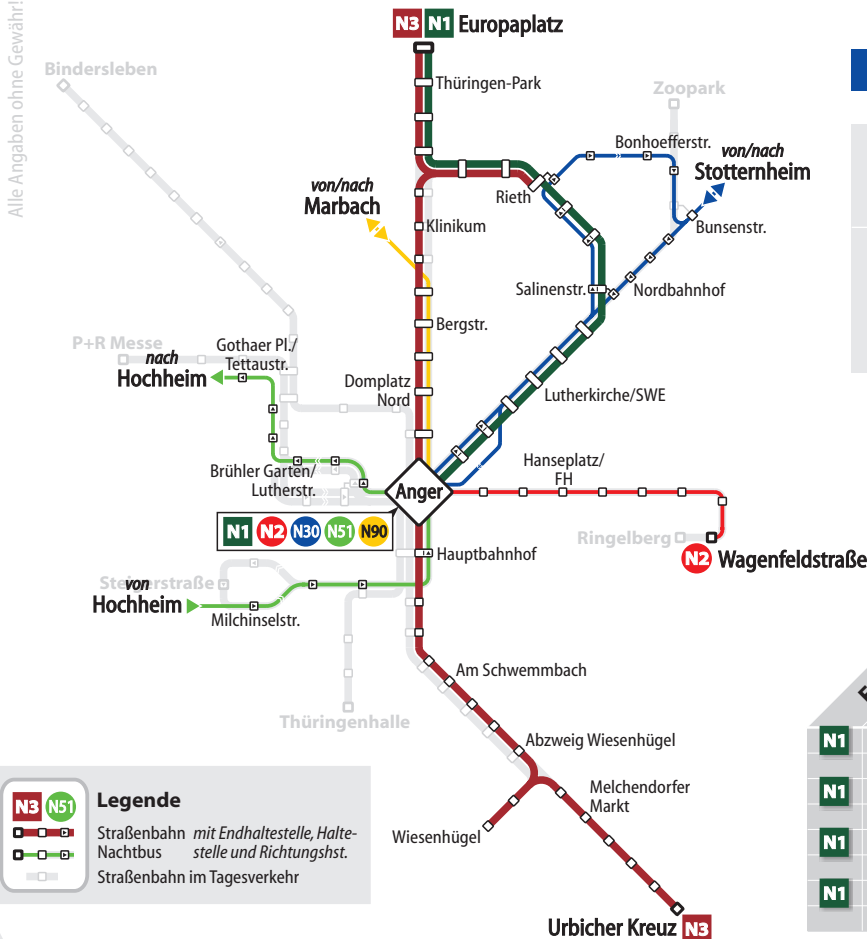 Alle Angaben ohne Gewähr!
N3 N1 Europaplatz
Thüringen-Park
Bindersleben
Zoopark
Bonhoefferstr.
von/nach
Stotternheim
von/nach
Marbach
Rieth
Klinikum
Bunsenstr.
Salinenstr.
Nordbahnhof
Bergstr.
P+R Messe
nach
Hochheim
Gothaer Pl./
Tettaustr.
Domplatz
Nord
Lutherkirche/SWE
Brühler Garten/
Lutherstr.
Anger
Hanseplatz/
FH
N1 N2 N30 N51 N90
Ringelberg
N2 Wagenfeldstraße
Hauptbahnhof
Steigerstraße
von
Hochheim
Milchinselstr.
Am Schwemmbach
Thüringenhalle
Abzweig Wiesenhügel
Melchendorfer
Markt
Wiesenhügel
Urbicher Kreuz N3
N3 N51 Legende
Straßenbahn mit Endhaltestelle, Halte-
Nachtbus stelle und Richtungshst.
Straßenbahn im Tagesverkehr
N1
N1
N1
N1